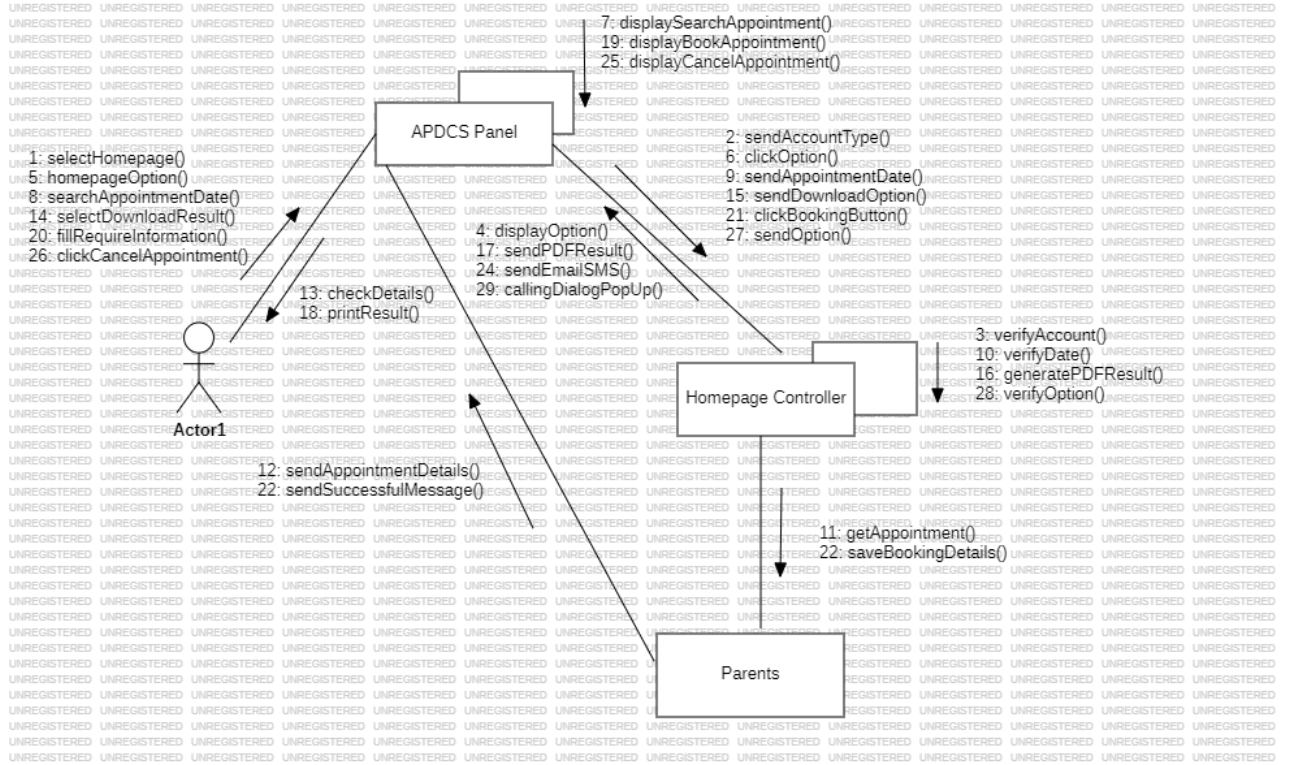 7: displaySearchAppointment()
19: displayBookAppointment()
25: displayCancelAppointment()
APDCS Panel
1: selectHomepage()
5: homepageOption()
8: searchAppointmentDate()
14: selectDownloadResult()
20: fillRequireInformation()
26: clickCancelAppointment()
2: sendAccountType()
6: clickOption()
9: sendAppointmentDate()
15: sendDownloadOption()
21: clickBookingButton()
27: sendOption()
4: displayOption()
17: sendPDFResult()
24: sendEmailSMS()
29: callingDialogPopUp()
13: checkDetails()
18: printResult()
3: verifyAccount()
10: verifyDate()
16: generatePDFResult()
28: verifyOption()
Homepage Controller
Actor1
12: sendAppointmentDetails()
22: sendSuccessfulMessage()
11: getAppointment()
22: saveBookingDetails()
Parents
UNREGISTERED